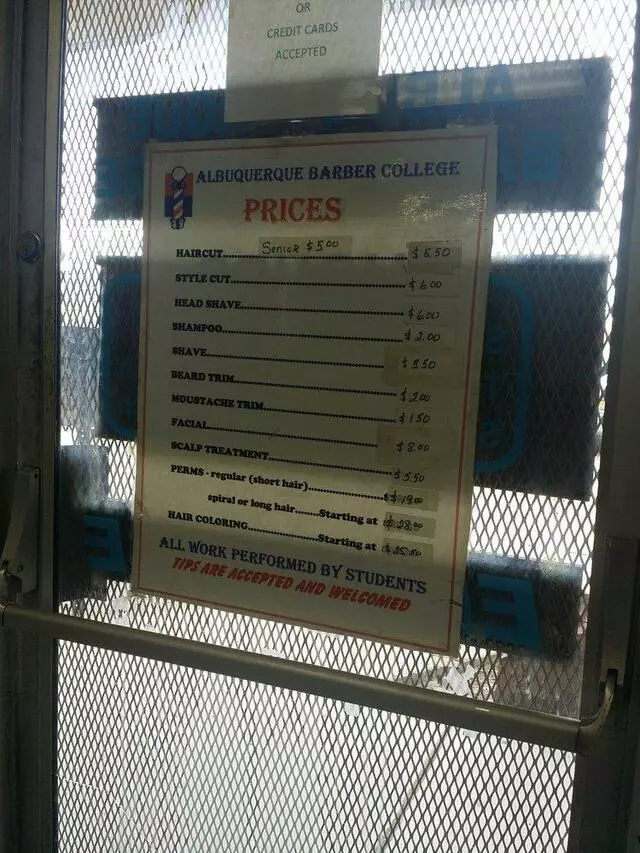 OR
CREDIT CARDS
ACCEPTED
ALBUQUERQUE BARBER COLLEGE
PRICES
Senior $5.00
HAIRCUT.......................................... $5.50
STYLE CUT.......................................... $6.00
HEAD SHAVE.......................................... $6.00
SHAMPOO.......................................... $2.00
SHAVE..........................................
BEARD TRIM.......................................... $2.00
MOUSTACHE TRIM.......................................... $1.50
FACIAL.......................................... $8.00
SCALP TREATMENT.......................................... $5.50
PERMS - regular (short hair)....................
spiral or long hair.......Starting at
HAIR COLORING....................Starting at
ALL WORK PERFORMED BY STUDENTS
TIPS ARE ACCEPTED AND WELCOMED